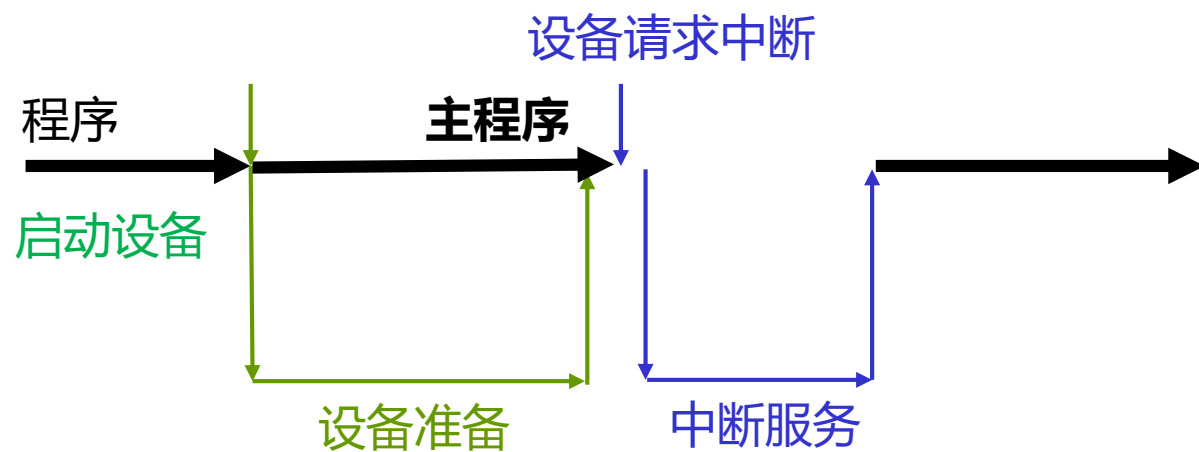 设备请求中断
程序
主程序
启动设备
设备准备
中断服务